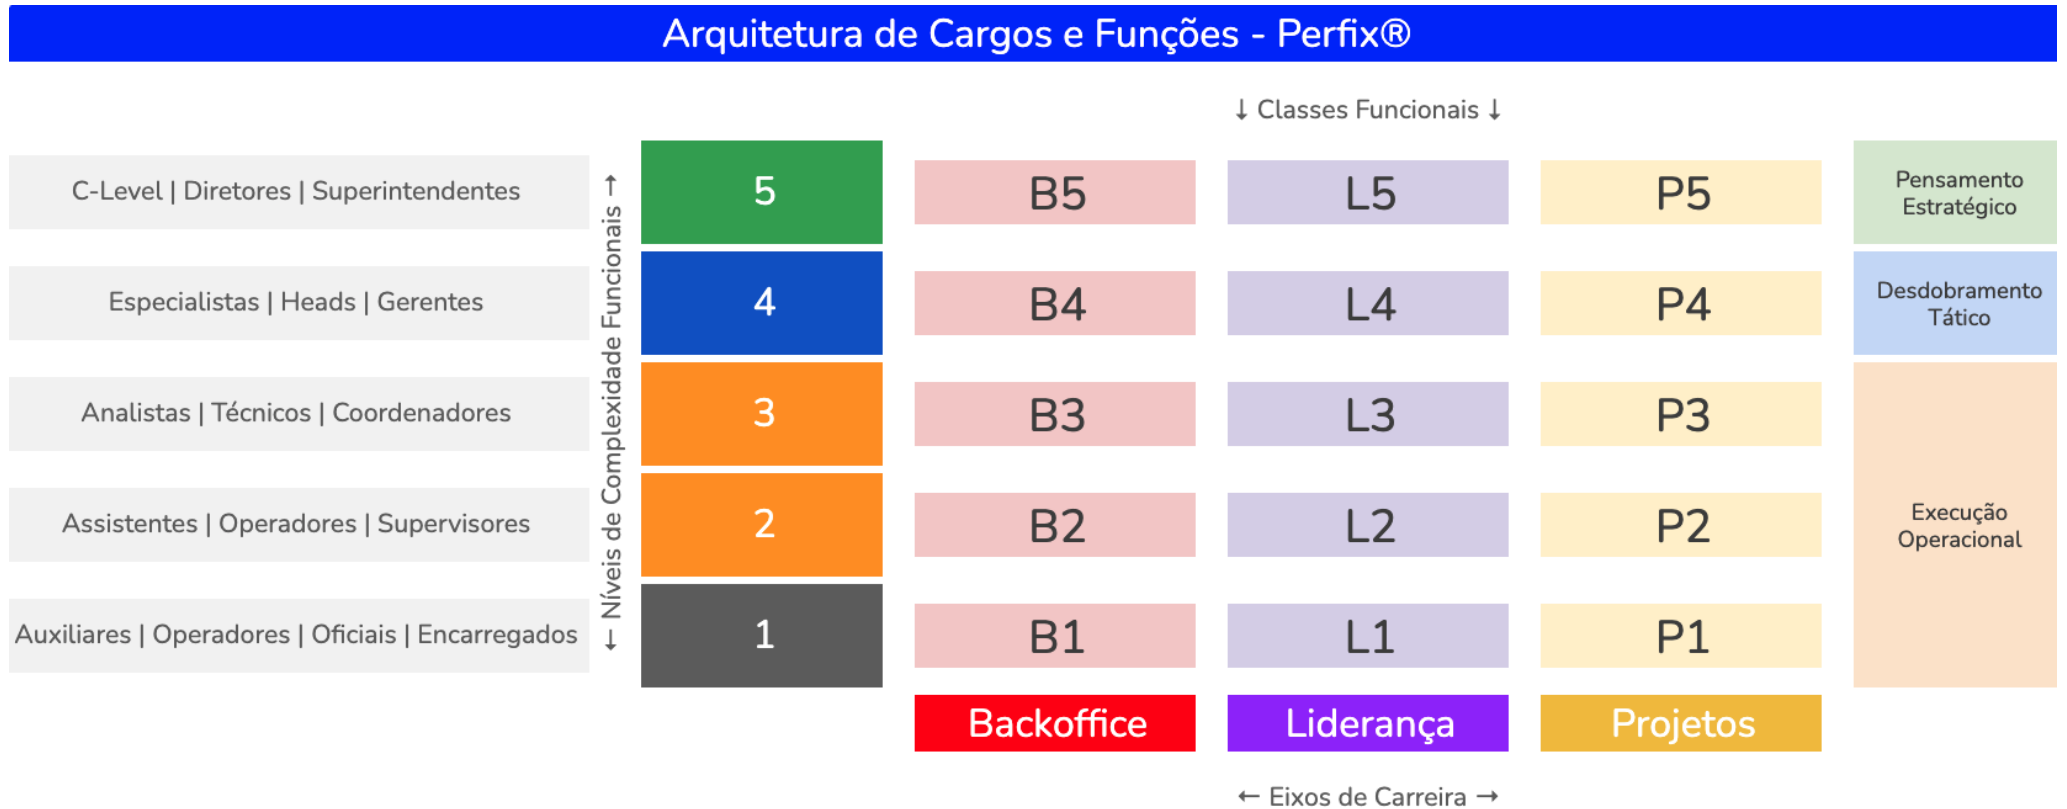 Arquitetura de Cargos e Funções - Perfix®
↓ Classes Funcionais ↓
C-Level | Diretores | Superintendentes
5
B5
L5
P5
Pensamento
Estratégico
Especialistas | Heads | Gerentes
4
B4
L4
P4
Desdobramento
Tático
Analistas | Técnicos | Coordenadores
3
B3
L3
P3
Assistentes | Operadores | Supervisores
2
B2
L2
P2
Execução
Operacional
Auxiliares | Operadores | Oficiais | Encarregados
1
B1
L1
P1
← Níveis de Complexidade Funcionais →
Backoffice
Liderança
Projetos
← Eixos de Carreira →